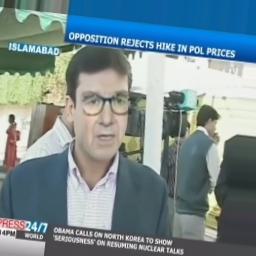 OPPOSITION REJECTS HIKE IN POL PRICES
ISLAMABAD
PRESS 24/7
14PM WORLD
OBAMA CALLS ON NORTH KOREA TO SHOW
'SERIOUSNESS' ON RESUMING NUCLEAR TALKS